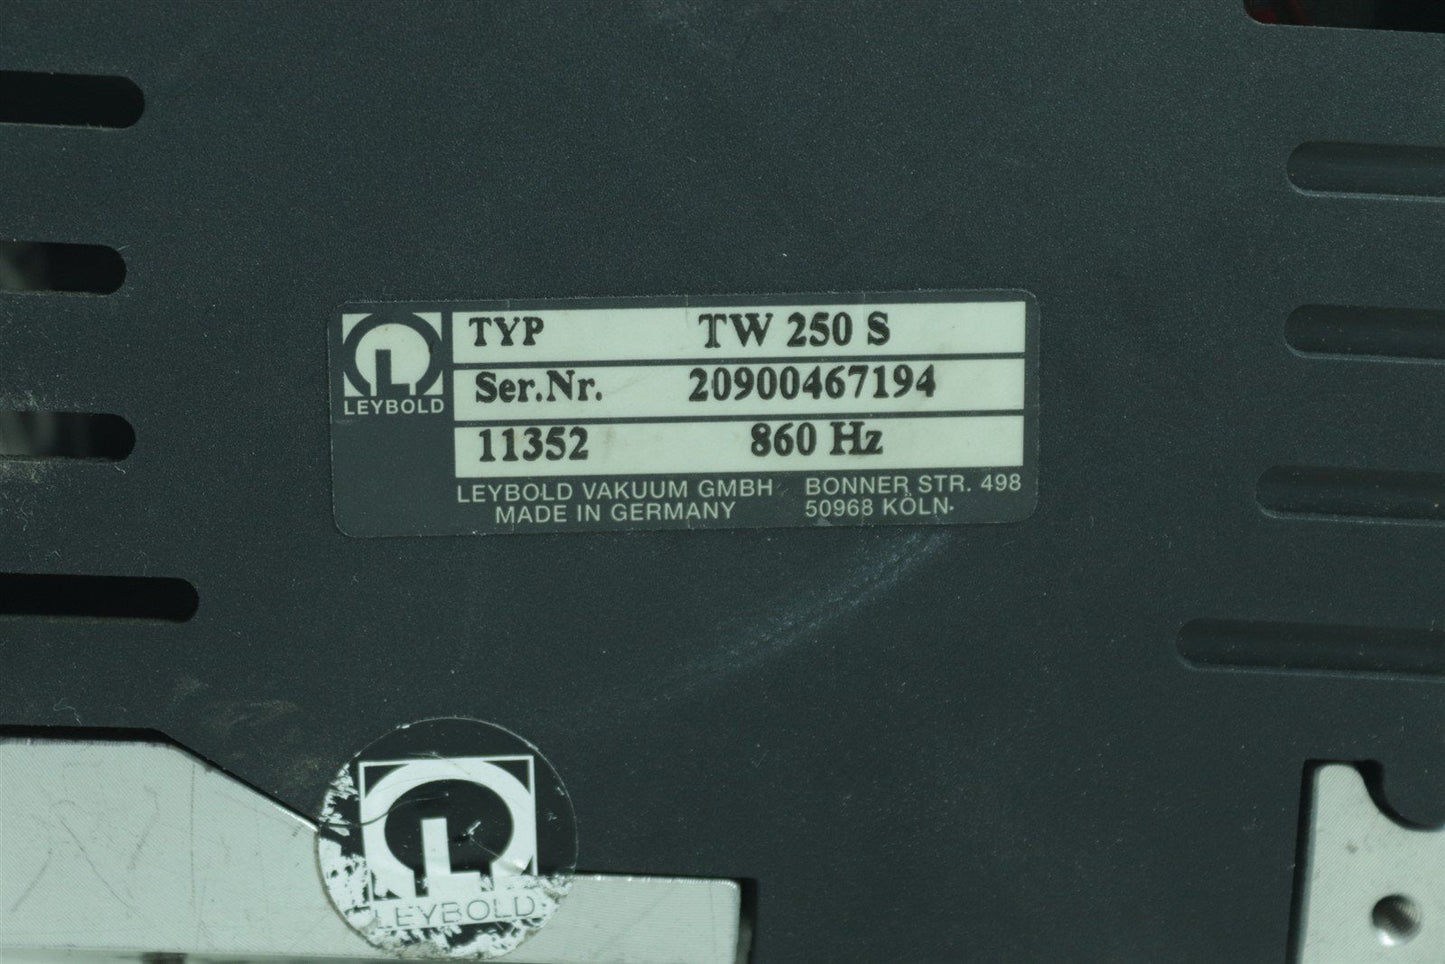 TYP TW 250 S
Ser.Nr. 20900467194
11352 860 Hz
L
LEYBOLD
LEYBOLD VAKUUM GMBH BONNER STR. 498
MADE IN GERMANY 50968 KÖLN
L
LEYBOLD